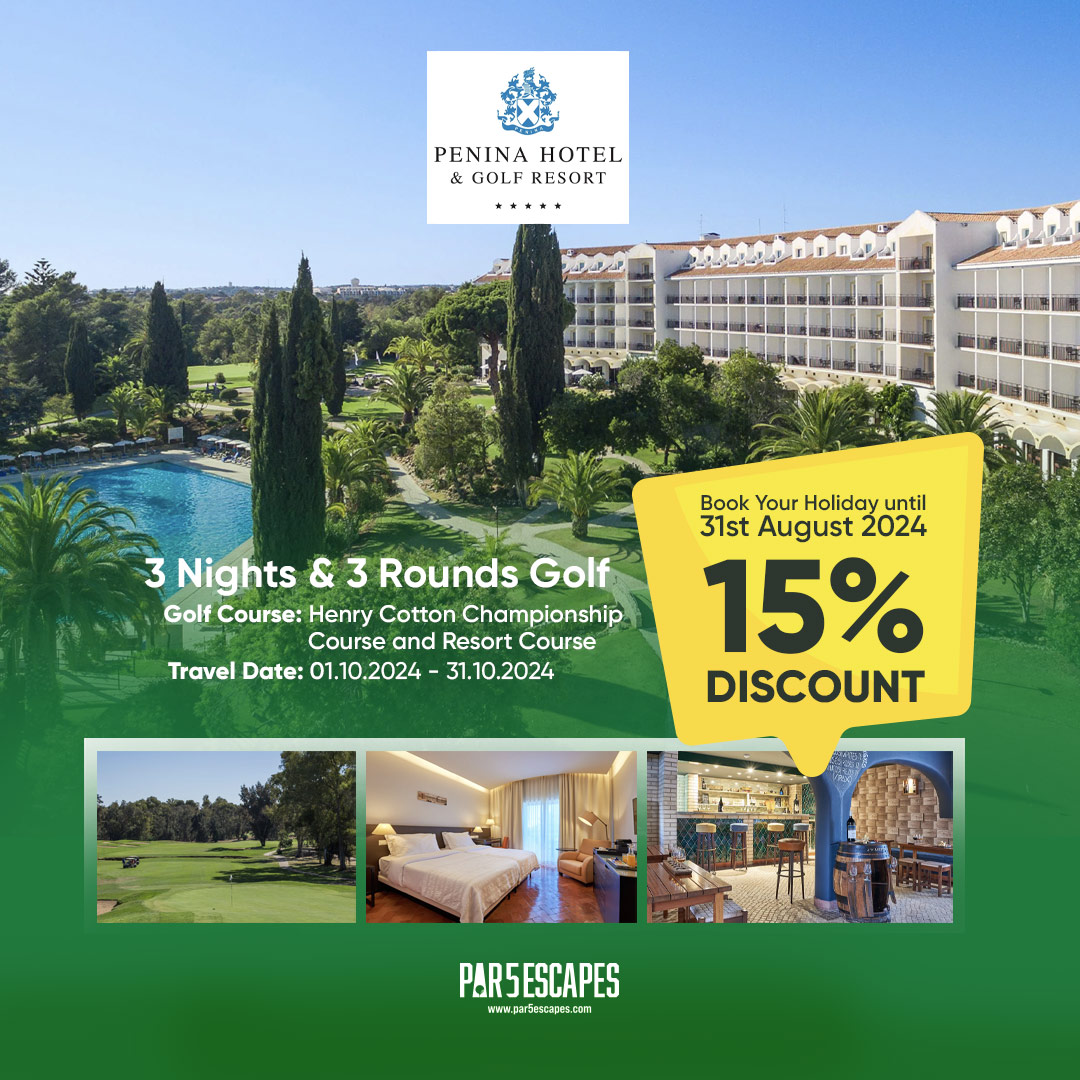 PENINA
PENINA HOTEL
& GOLF RESORT
Book Your Holiday until
31st August 2024
15%
DISCOUNT
3 Nights & 3 Rounds Golf
Golf Course: Henry Cotton Championship
Course and Resort Course
Travel Date: 01.10.2024 - 31.10.2024
PAR5ESCAPES
www.par5escapes.com